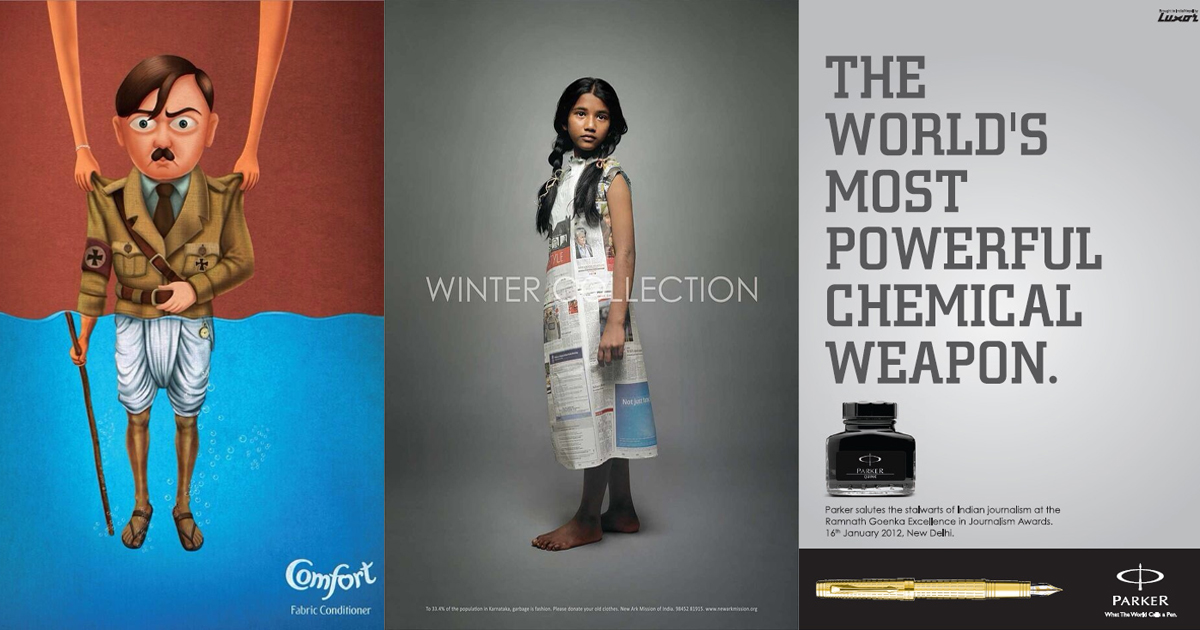 Comfort
Fabric Conditioner
WINTER COLLECTION
To 33.4% of the population in Karnataka, garbage is fashion. Please donate your old clothes. New Ark Mission of India. 98452 81915. www.newarkmission.org
STYLE
Luxor
THE
WORLD'S
MOST
POWERFUL
CHEMICAL
WEAPON.
PARKER
Parker salutes the stalwarts of Indian journalism at the
Ramnath Goenka Excellence in Journalism Awards.
16th January 2012, New Delhi.
PARKER
What The World Calls a Pen.